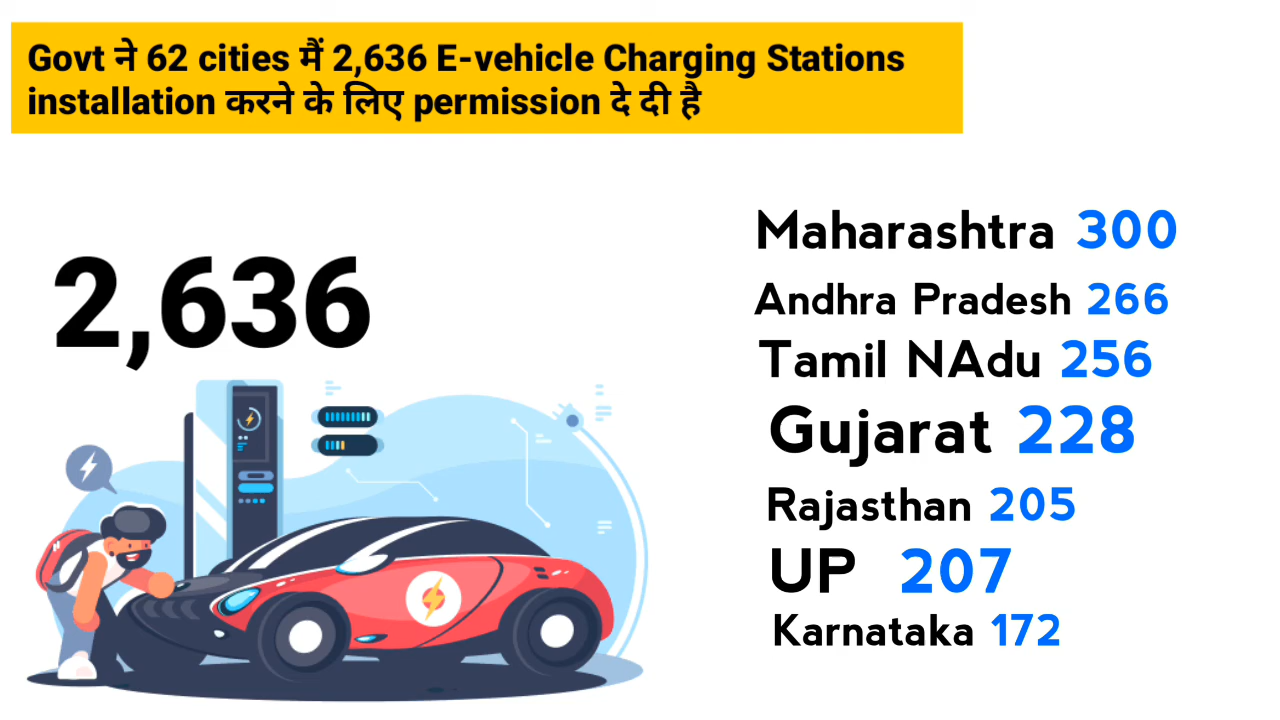 Govt ने 62 cities मैं 2,636 E-vehicle Charging Stations
installation करने के लिए permission दे दी है
2,636
Maharashtra 300
Andhra Pradesh 266
Tamil NAdu 256
Gujarat 228
Rajasthan 205
UP 207
Karnataka 172